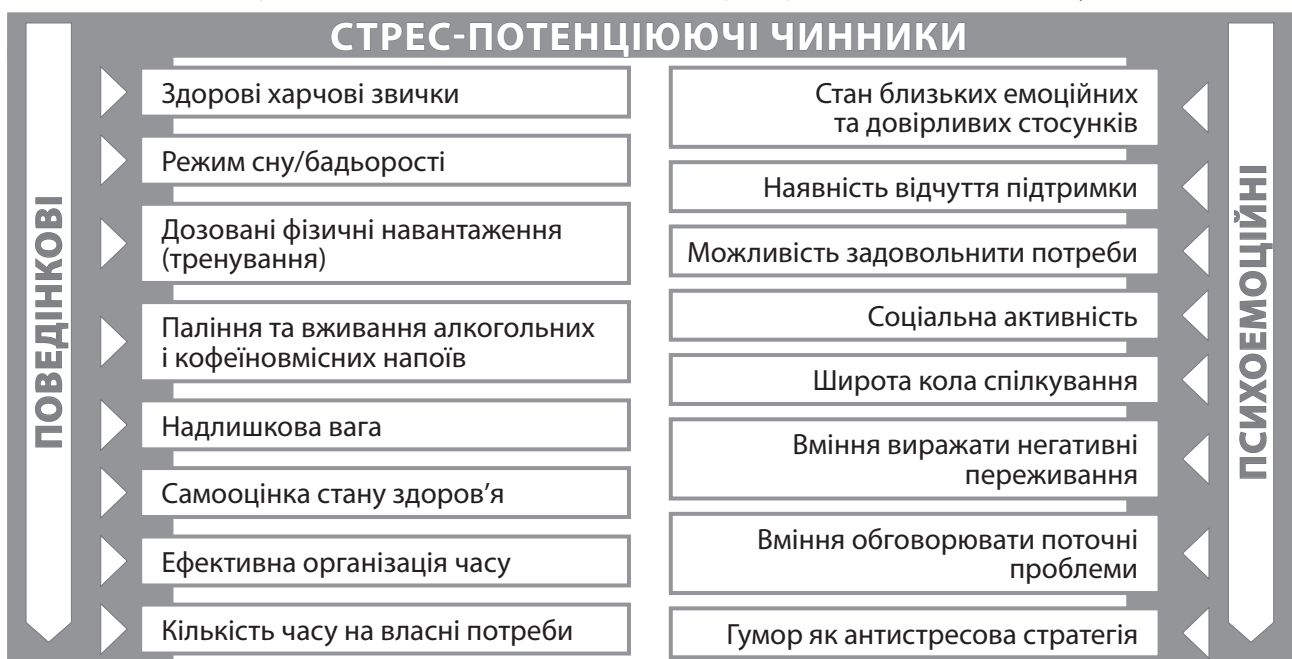 СТРЕС-ПОТЕНЦІЮЮЧІ ЧИННИКИ
ПОВЕДІНКОВІ
Здорові харчові звички
Режим сну/бадьорості
Дозовані фізичні навантаження
(тренування)
Паління та вживання алкогольних
і кофеїновмісних напоїв
Надлишкова вага
Самооцінка стану здоров’я
Ефективна організація часу
Кількість часу на власні потреби
ПСИХОЕМОЦІЙНІ
Стан близьких емоційних
та довірливих стосунків
Наявність відчуття підтримки
Можливість задовольнити потреби
Соціальна активність
Широта кола спілкування
Вміння виражати негативні
переживання
Вміння обговорювати поточні
проблеми
Гумор як антистресова стратегія